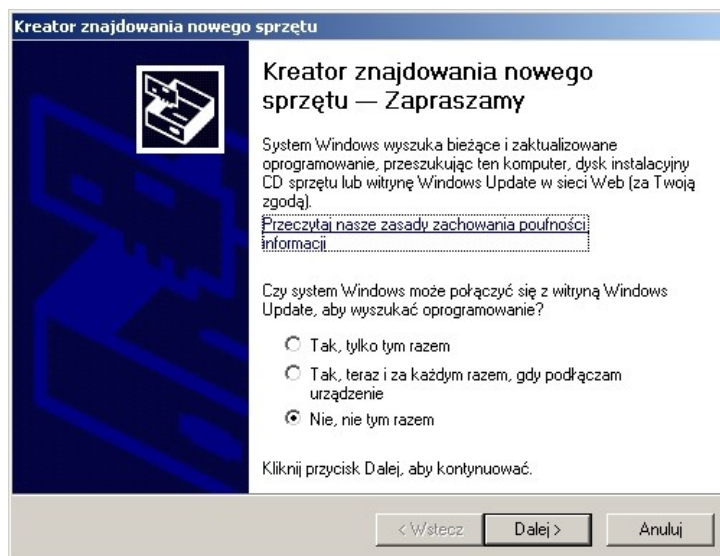 Kreator znajdowania nowego sprzętu
Kreator znajdowania nowego
sprzętu — Zapraszamy
System Windows wyszuka bieżące i zaktualizowane
oprogramowanie, przeszukując ten komputer, dysk instalacyjny
CD sprzętu lub witrynę Windows Update w sieci Web (za Twoją
zgodą).
Przeczytaj nasze zasady zachowania poufności
informacji
Czy system Windows może połączyć się z witryną Windows
Update, aby wyszukać oprogramowanie?
Tak, tylko tym razem
Tak, teraz i za każdym razem, gdy podłączam
urządzenie
Nie, nie tym razem
Kliknij przycisk Dalej, aby kontynuować.
< Wstecz
Dalej >
Anuluj